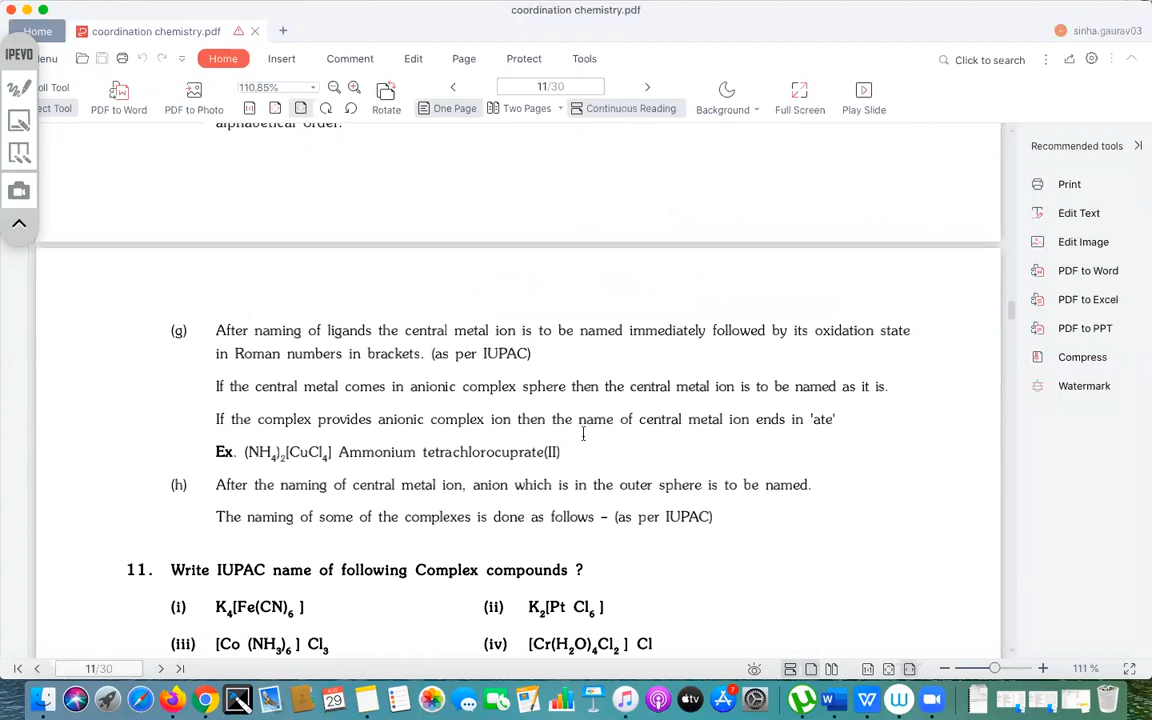 coordination chemistry.pdf
Home
coordination chemistry.pdf
sinha.gaurav03
IPEVO
enu
Home
Insert
Comment
Edit
Page
Protect
Tools
Click to search
oll Tool
110.85%
11/30
ect Tool
PDF to Word
PDF to Photo
Rotate
One Page
Two Pages
Continuous Reading
Background
Full Screen
Play Slide
alphabetical order.
Recommended tools
Print
Edit Text
Edit Image
PDF to Word
PDF to Excel
PDF to PPT
Compress
Watermark
(g) After naming of ligands the central metal ion is to be named immediately followed by its oxidation state
in Roman numbers in brackets. (as per IUPAC)
If the central metal comes in anionic complex sphere then the central metal ion is to be named as it is.
If the complex provides anionic complex ion then the name of central metal ion ends in 'ate'
Ex. (NH₄)₂[CuCl₄] Ammonium tetrachlorocuprate(II)
(h) After the naming of central metal ion, anion which is in the outer sphere is to be named.
The naming of some of the complexes is done as follows – (as per IUPAC)
11. Write IUPAC name of following Complex compounds ?
(i) K₄[Fe(CN)₆ ] (ii) K₂[Pt Cl₆ ]
(iii) [Co (NH₃)₆ ] Cl₃ (iv) [Cr(H₂O)₄Cl₂ ] Cl
11/30
111 %
AUG
29
7